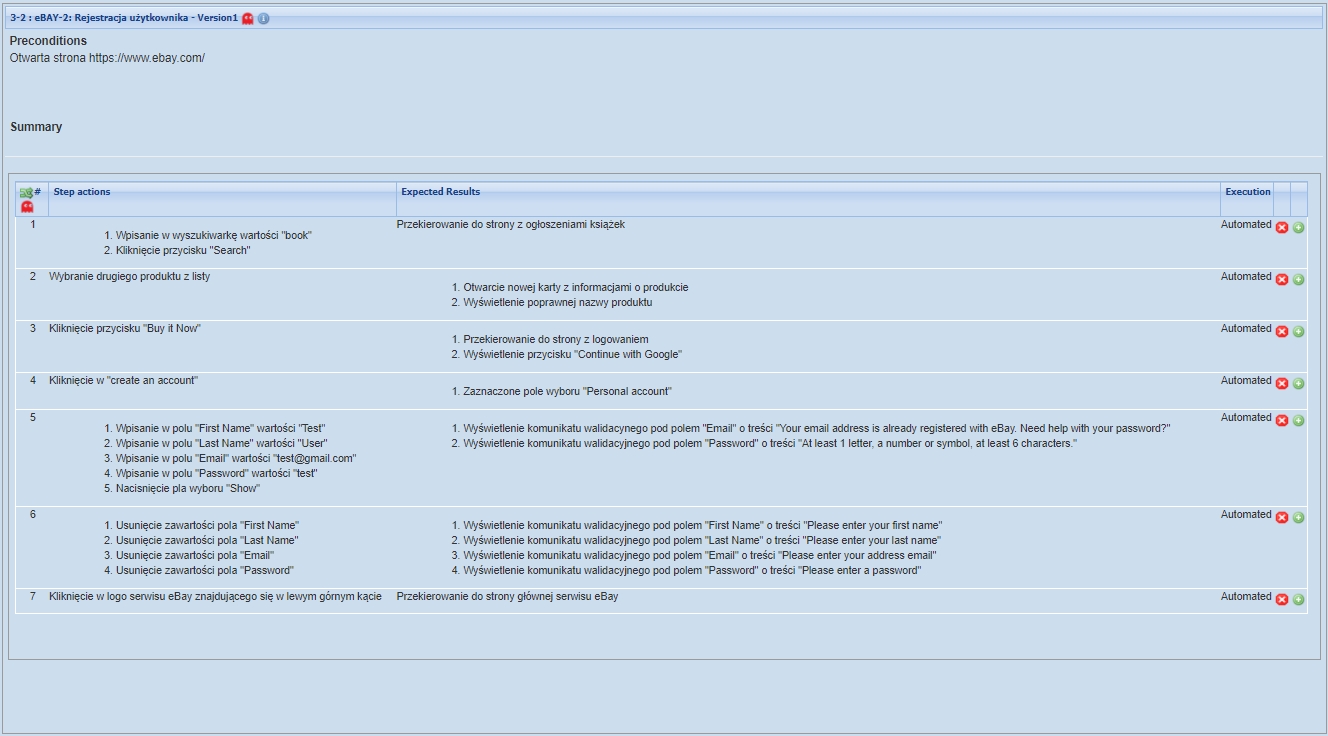 3-2 : eBAY-2: Rejestracja użytkownika - Version1
Preconditions
Otwarta strona https://www.ebay.com/
Summary
# Step actions Expected Results Execution
1 Przekierowanie do strony z ogłoszeniami książek Automated
1. Wpisanie w wyszukiwarkę wartości "book"
2. Kliknięcie przycisku "Search"
2 Wybranie drugiego produktu z listy Automated
1. Otwarcie nowej karty z informacjami o produkcie
2. Wyświetlenie poprawnej nazwy produktu
3 Kliknięcie przycisku "Buy it Now" Automated
1. Przekierowanie do strony z logowaniem
2. Wyświetlenie przycisku "Continue with Google"
4 Kliknięcie w "create an account" Automated
1. Zaznaczone pole wyboru "Personal account"
5 Automated
1. Wpisanie w polu "First Name" wartości "Test"
2. Wpisanie w polu "Last Name" wartości "User"
3. Wpisanie w polu "Email" wartości "test@gmail.com"
4. Wpisanie w polu "Password" wartości "test"
5. Nacisnięcie pla wyboru "Show"
1. Wyświetlenie komunikatu walidacynego pod polem "Email" o treści "Your email address is already registered with eBay. Need help with your password?"
2. Wyświetlenie komunikatu walidacyjnego pod polem "Password" o treści "At least 1 letter, a number or symbol, at least 6 characters."
6 Automated
1. Usunięcie zawartości pola "First Name"
2. Usunięcie zawartości pola "Last Name"
3. Usunięcie zawartości pola "Email"
4. Usunięcie zawartości pola "Password"
1. Wyświetlenie komunikatu walidacyjnego pod polem "First Name" o treści "Please enter your first name"
2. Wyświetlenie komunikatu walidacyjnego pod polem "Last Name" o treści "Please enter your last name"
3. Wyświetlenie komunikatu walidacyjnego pod polem "Email" o treści "Please enter your address email"
4. Wyświetlenie komunikatu walidacyjnego pod polem "Password" o treści "Please enter a password"
7 Kliknięcie w logo serwisu eBay znajdującego się w lewym górnym kącie Przekierowanie do strony głównej serwisu eBay Automated